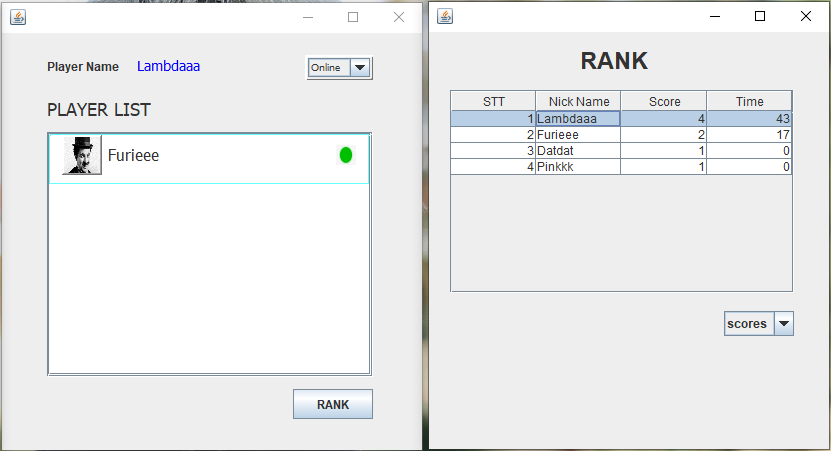 Player Name Lambdaaa Online
PLAYER LIST
Furieee
RANK
RANK
STT Nick Name Score Time
1 Lambdaaa 4 43
2 Furieee 2 17
3 Datdat 1 0
4 Pinkkk 1 0
scores